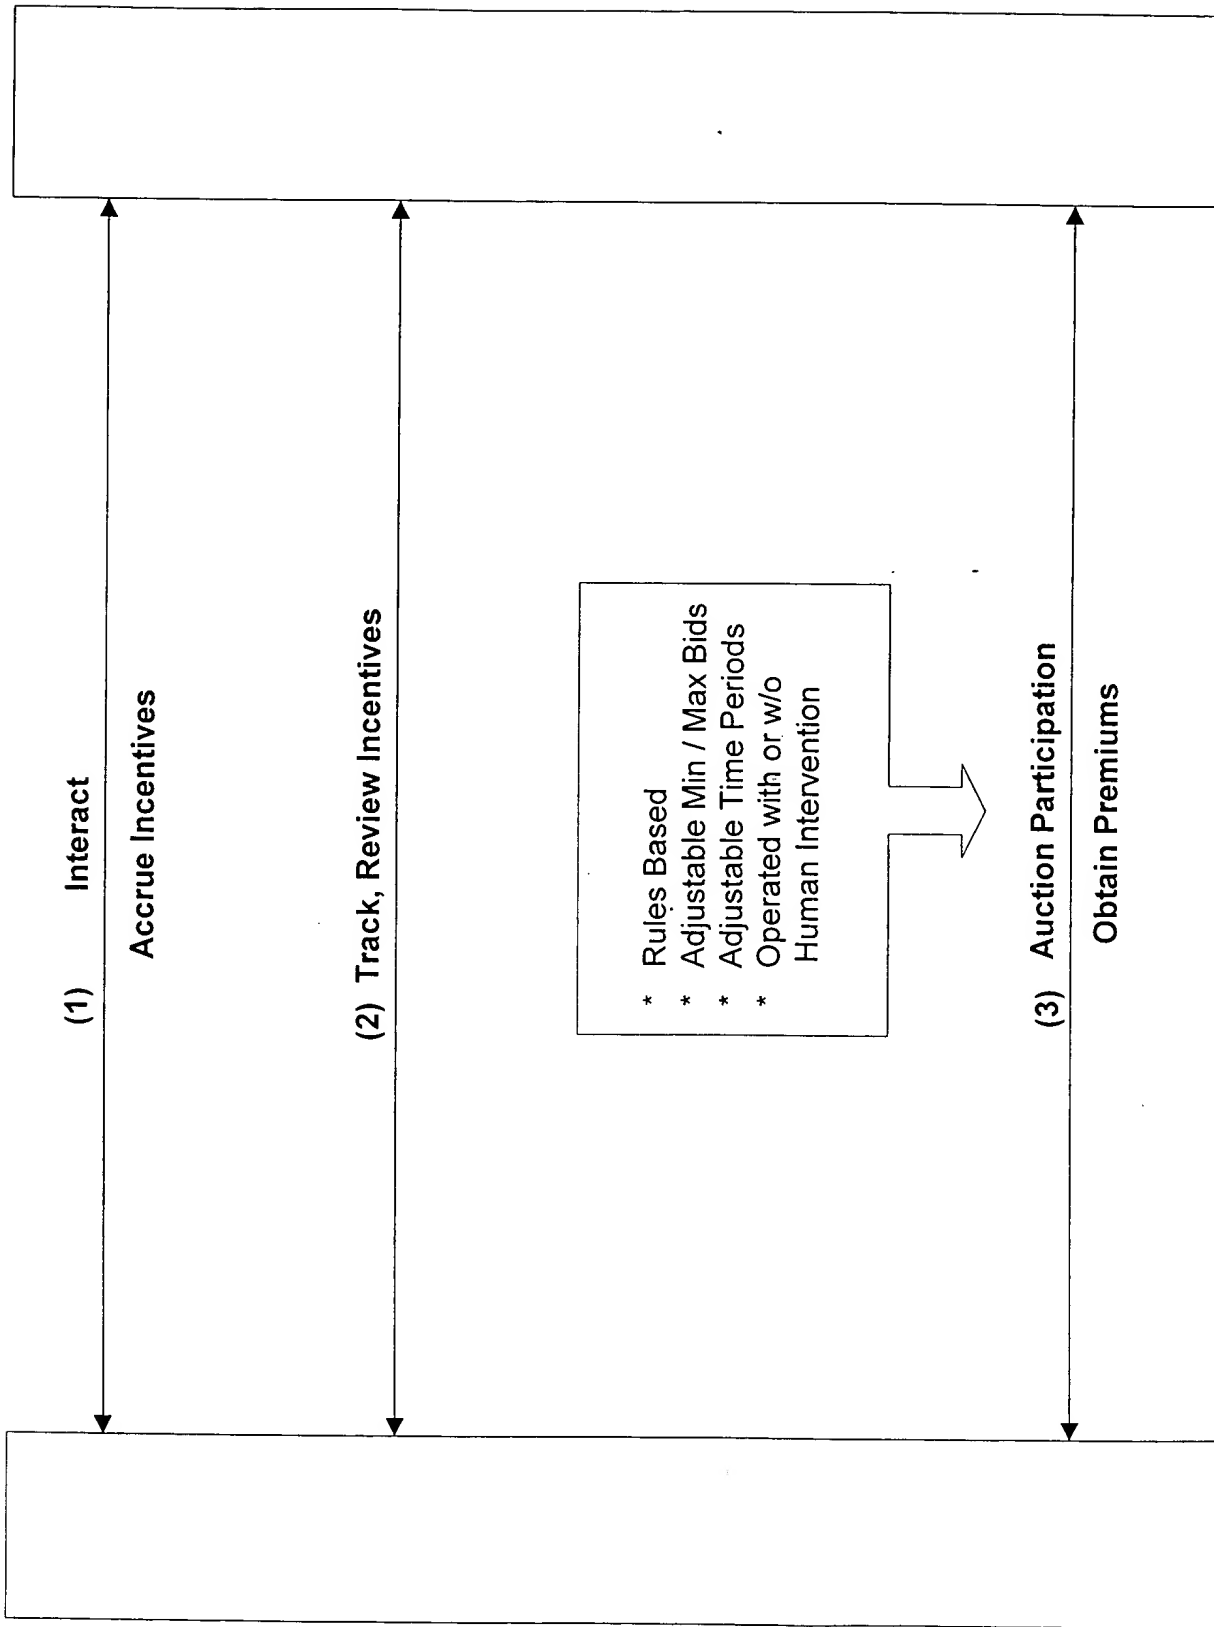 (1) Interact
Accrue Incentives
(2) Track, Review Incentives
* Rules Based
* Adjustable Min / Max Bids
* Adjustable Time Periods
* Operated with or w/o
Human Intervention
(3) Auction Participation
Obtain Premiums